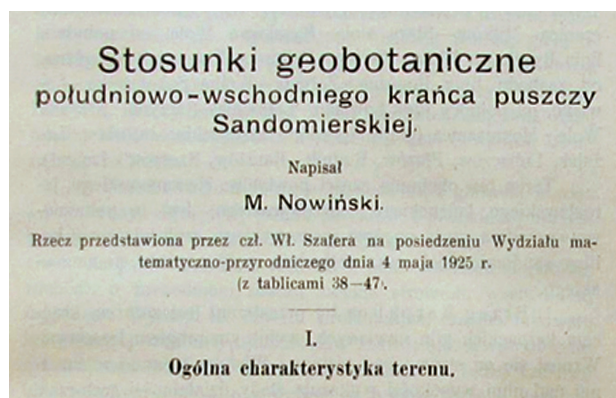 Stosunki geobotaniczne
południowo-wschodniego krańca puszczy
Sandomierskiej.
Napisał
M. Nowiński.
Rzecz przedstawiona przez czł. Wł. Szafera na posiedzeniu Wydziału ma-
tematyczno-przyrodniczego dnia 4 maja 1925 r.
(z tablicami 38—47).
I.
Ogólna charakterystyka terenu.